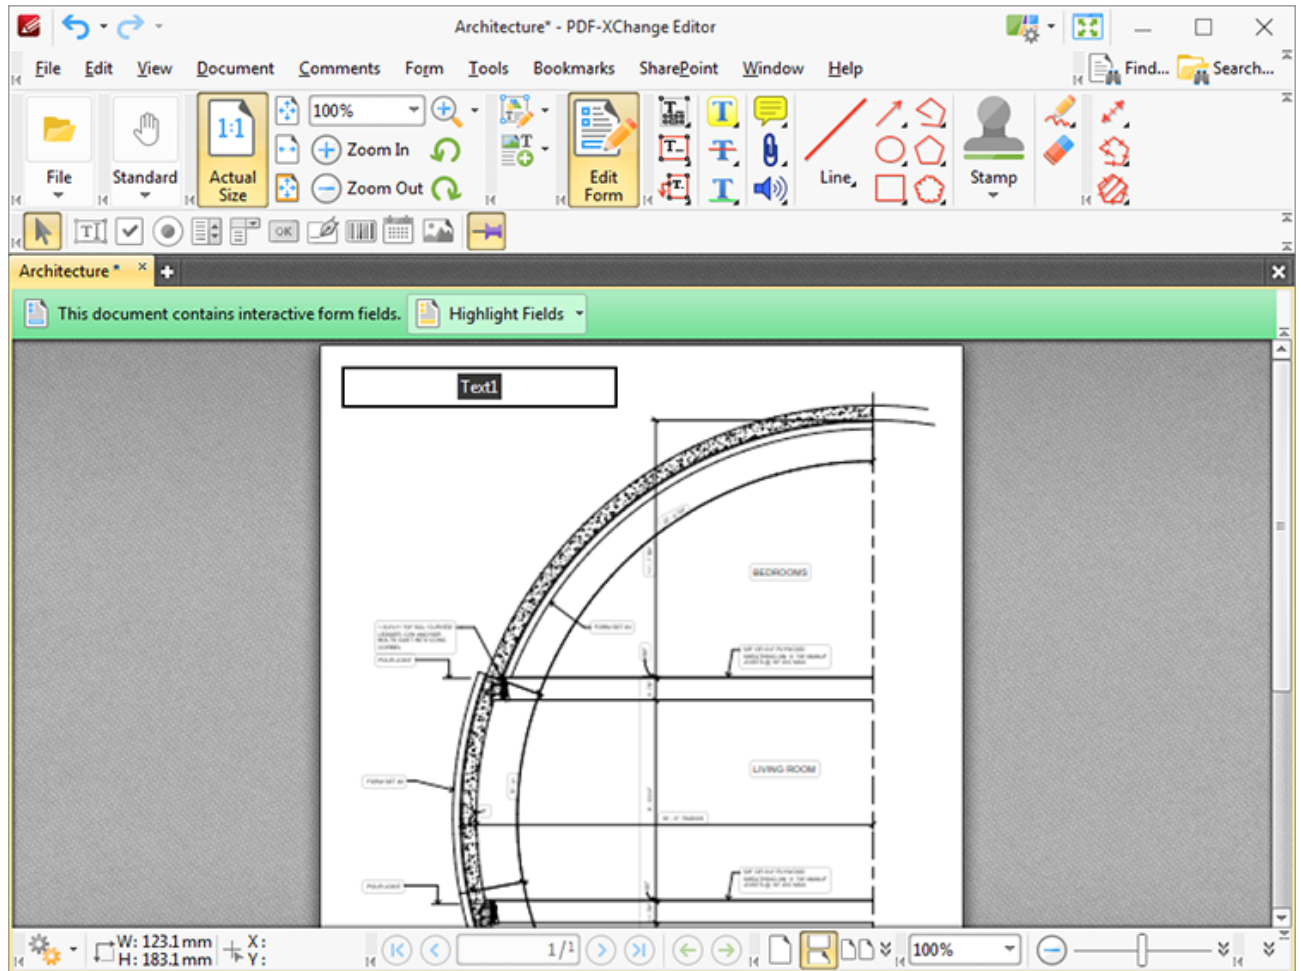 Architecture* - PDF-XChange Editor
File Edit View Document Comments Form Tools Bookmarks SharePoint Window Help Find... Search...
100%
1:1
Zoom In
Zoom Out
File
Standard
Actual
Size
Edit
Form
Line
Stamp
OK
Architecture *
This document contains interactive form fields. Highlight Fields
Text1
BEDROOMS
LIVING ROOM
W: 123.1 mm
H: 183.1 mm
X:
Y:
1/1
100%